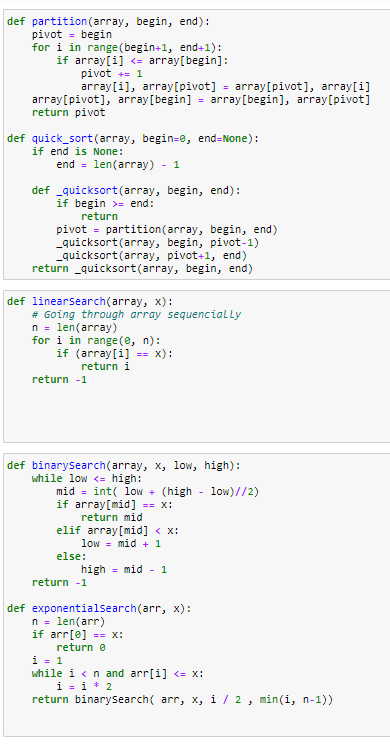 def partition(array, begin, end):
    pivot = begin
    for i in range(begin+1, end+1):
        if array[i] <= array[begin]:
            pivot += 1
            array[i], array[pivot] = array[pivot], array[i]
    array[pivot], array[begin] = array[begin], array[pivot]
    return pivot

def quick_sort(array, begin=0, end=None):
    if end is None:
        end = len(array) - 1

    def _quicksort(array, begin, end):
        if begin >= end:
            return
        pivot = partition(array, begin, end)
        _quicksort(array, begin, pivot-1)
        _quicksort(array, pivot+1, end)
    return _quicksort(array, begin, end)

def linearSearch(array, x):
    # Going through array sequencially
    n = len(array)
    for i in range(0, n):
        if (array[i] == x):
            return i
    return -1

def binarySearch(array, x, low, high):
    while low <= high:
        mid = int( low + (high - low)//2)
        if array[mid] == x:
            return mid
        elif array[mid] < x:
            low = mid + 1
        else:
            high = mid - 1
    return -1

def exponentialSearch(arr, x):
    n = len(arr)
    if arr[0] == x:
        return 0
    i = 1
    while i < n and arr[i] <= x:
        i = i * 2
    return binarySearch( arr, x, i / 2 , min(i, n-1))